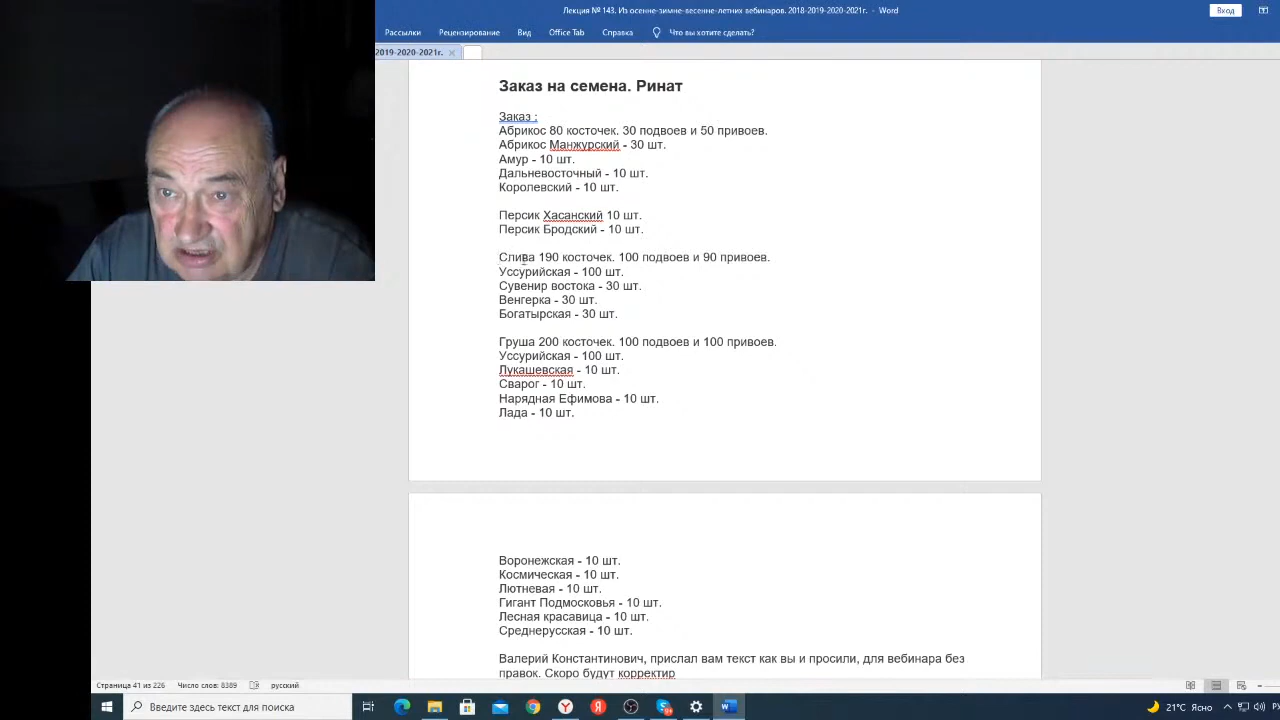 Лекция № 143. Из осенне-зимне-весенне-летних вебинаров. 2018-2019-2020-2021г. - Word
Вход
Рассылки Рецензирование Вид Office Tab Справка Что вы хотите сделать?
2019-2020-2021г.
Заказ на семена. Ринат
Заказ :
Абрикос 80 косточек. 30 подвоев и 50 привоев.
Абрикос Манжурский - 30 шт.
Амур - 10 шт.
Дальневосточный - 10 шт.
Королевский - 10 шт.
Персик Хасанский 10 шт.
Персик Бродский - 10 шт.
Слива 190 косточек. 100 подвоев и 90 привоев.
Уссурийская - 100 шт.
Сувенир востока - 30 шт.
Венгерка - 30 шт.
Богатырская - 30 шт.
Груша 200 косточек. 100 подвоев и 100 привоев.
Уссурийская - 100 шт.
Лукашевская - 10 шт.
Сварог - 10 шт.
Нарядная Ефимова - 10 шт.
Лада - 10 шт.
Воронежская - 10 шт.
Космическая - 10 шт.
Лютневая - 10 шт.
Гигант Подмосковья - 10 шт.
Лесная красавица - 10 шт.
Среднерусская - 10 шт.
Валерий Константинович, прислал вам текст как вы и просили, для вебинара без
правок. Скоро будут корректир
Страница 41 из 226 Число слов: 8389 русский
Введите здесь текст для поиска
21°C Ясно